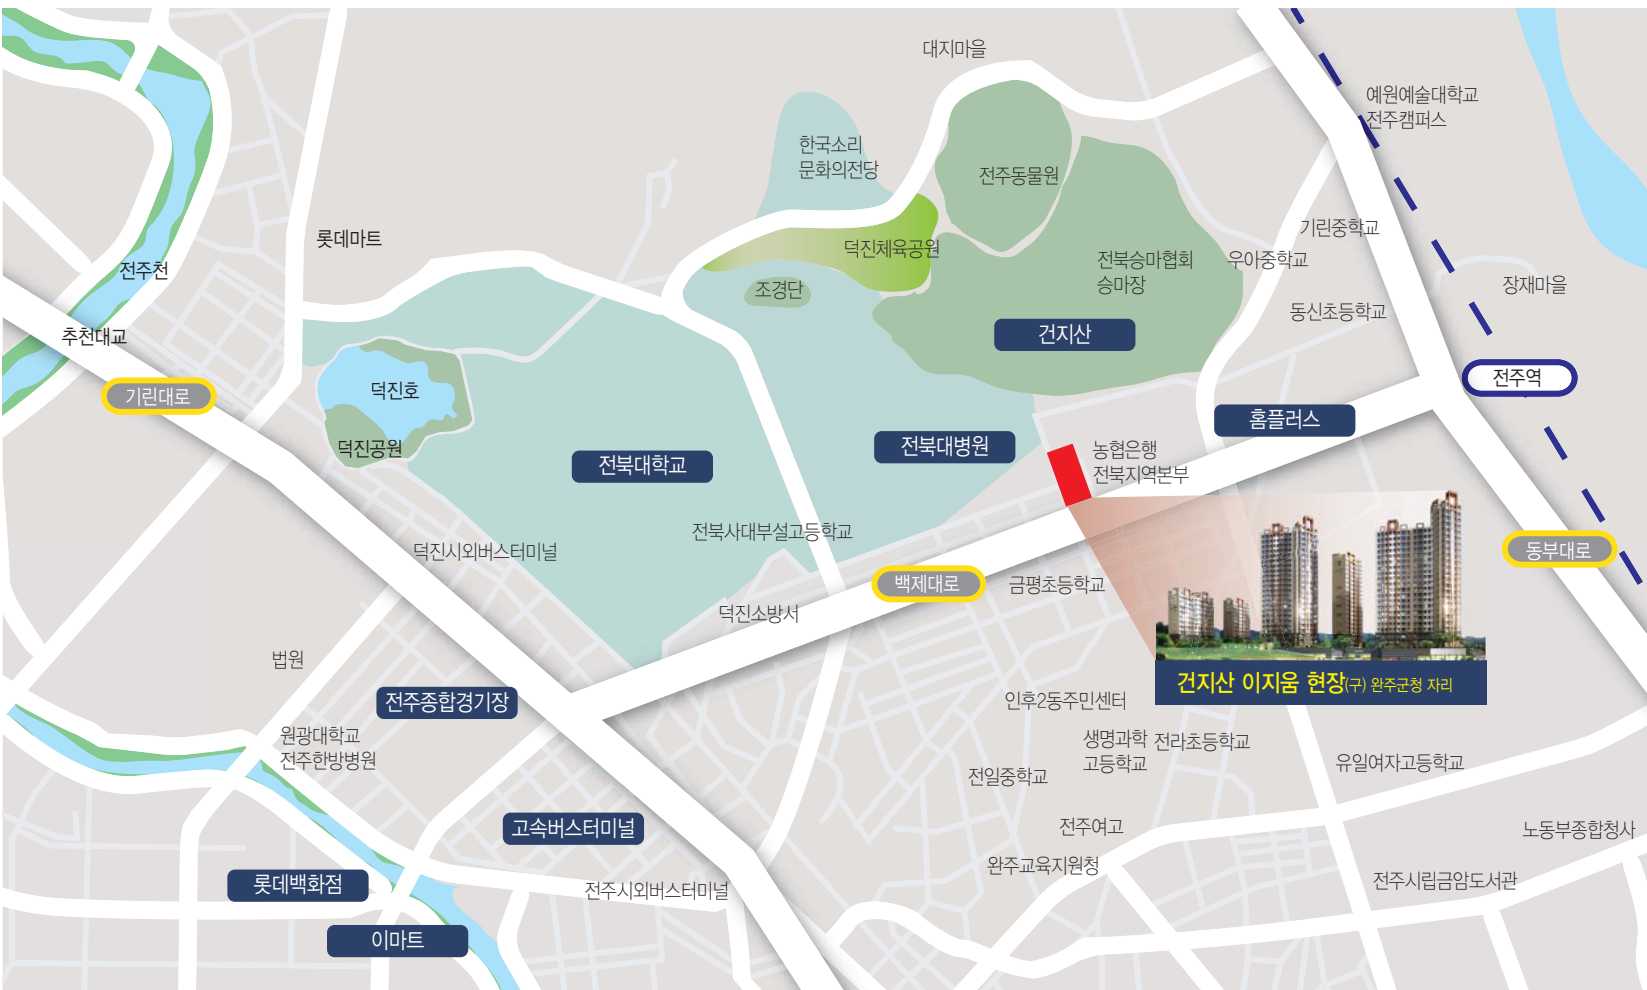 대지마을
예원예술대학교
전주캠퍼스
한국소리
문화의전당
전주동물원
기린중학교
롯데마트
덕진체육공원
전북승마협회
승마장
우아중학교
전주천
장재마을
조경단
동신초등학교
추천대교
건지산
전주역
기린대로
덕진호
홈플러스
덕진공원
전북대학교
전북대병원
농협은행
전북지역본부
전북사대부설고등학교
덕진시외버스터미널
동부대로
백제대로
금평초등학교
덕진소방서
법원
건지산 이지움 현장(구) 완주군청 자리
전주종합경기장
인후2동주민센터
원광대학교
전주한방병원
생명과학
고등학교
전라초등학교
유일여자고등학교
전일중학교
고속버스터미널
전주여고
노동부종합청사
완주교육지원청
롯데백화점
전주시외버스터미널
전주시립금암도서관
이마트